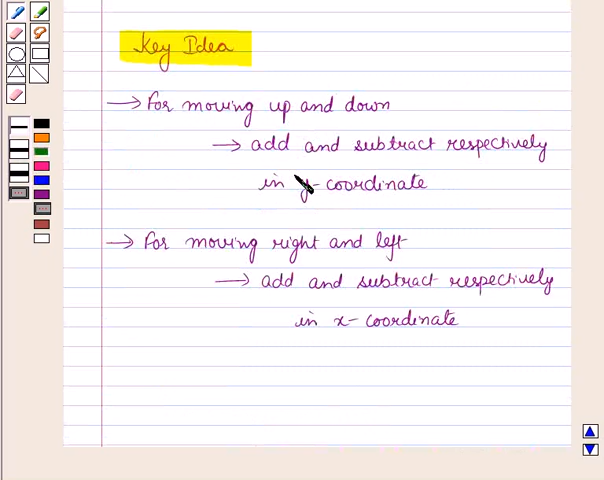 Key Idea
→ For moving up and down
→ add and subtract respectively
in y-coordinate
→ For moving right and left
→ add and subtract respectively
in x-coordinate